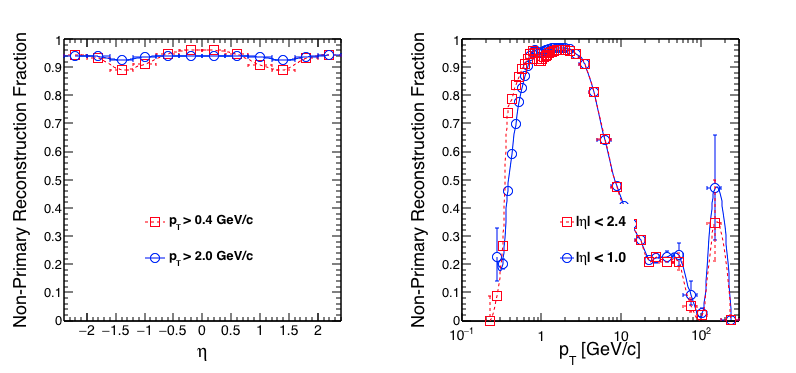 Non-Primary Reconstruction Fraction
1
0.9
0.8
0.7
0.6
0.5
0.4
0.3
0.2
0.1
0
p_T > 0.4 GeV/c
p_T > 2.0 GeV/c
−2 −1.5 −1 −0.5 0 0.5 1 1.5 2
η
Non-Primary Reconstruction Fraction
1
0.9
0.8
0.7
0.6
0.5
0.4
0.3
0.2
0.1
0
|η| < 2.4
|η| < 1.0
10⁻¹ 1 10 10²
p_T [GeV/c]